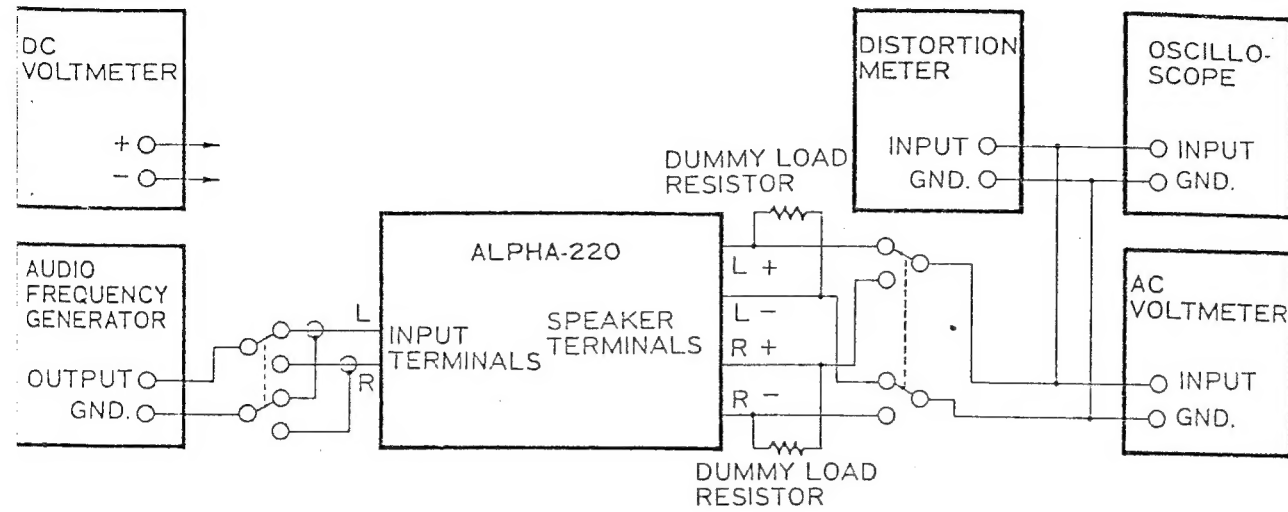 DC
VOLTMETER
+
-
AUDIO
FREQUENCY
GENERATOR
OUTPUT
GND.
L
R
ALPHA-220
INPUT
TERMINALS
SPEAKER
TERMINALS
L +
L -
R +
R -
DUMMY LOAD
RESISTOR
DUMMY LOAD
RESISTOR
DISTORTION
METER
INPUT
GND.
OSCILLO-
SCOPE
INPUT
GND.
AC
VOLTMETER
INPUT
GND.